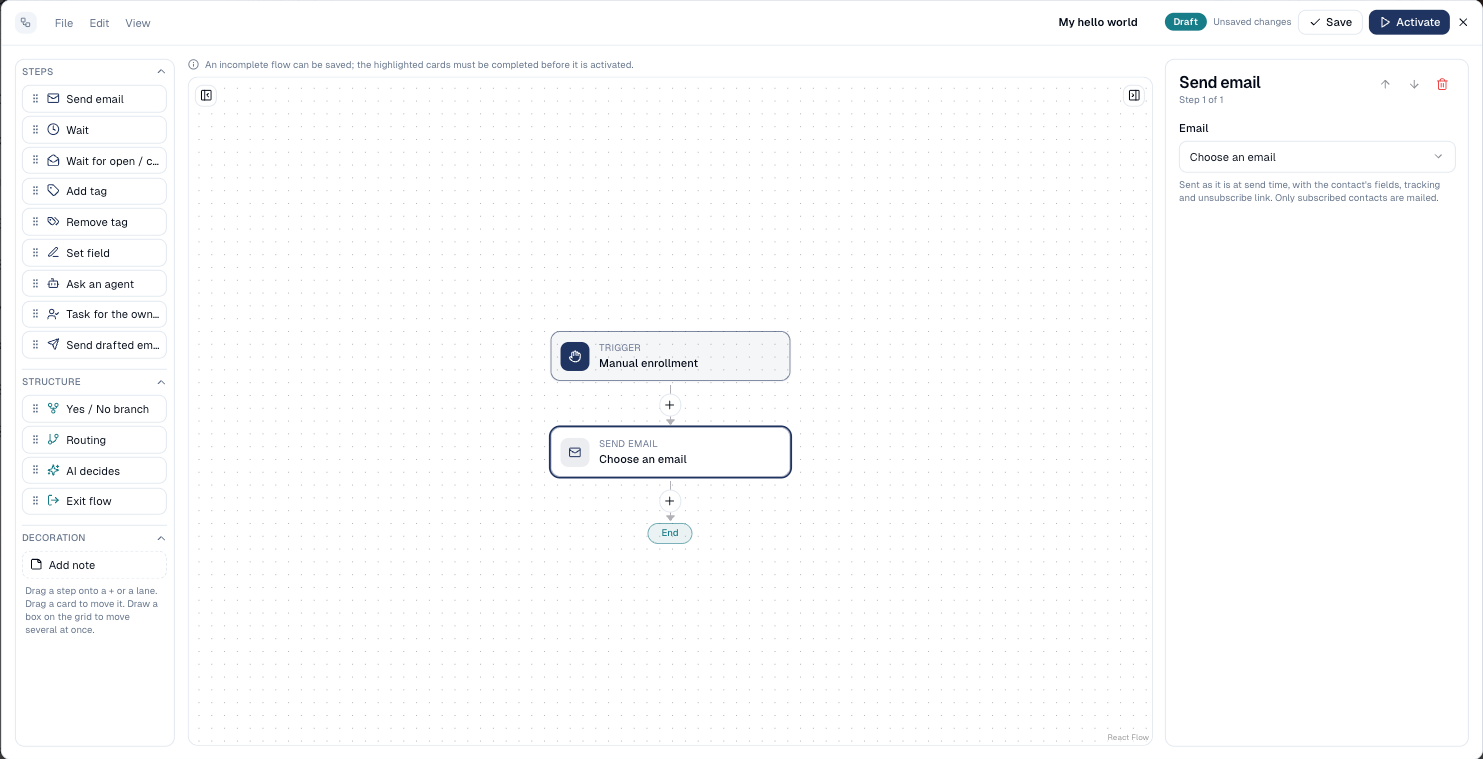 File Edit View
My hello world
Draft Unsaved changes Save Activate
STEPS
Send email
Wait
Wait for open / c...
Add tag
Remove tag
Set field
Ask an agent
Task for the own...
Send drafted em...
STRUCTURE
Yes / No branch
Routing
AI decides
Exit flow
DECORATION
Add note
Drag a step onto a + or a lane.
Drag a card to move it. Draw a
box on the grid to move
several at once.
An incomplete flow can be saved; the highlighted cards must be completed before it is activated.
TRIGGER
Manual enrollment
SEND EMAIL
Choose an email
End
React Flow
Send email
Step 1 of 1
Email
Choose an email
Sent as it is at send time, with the contact's fields, tracking
and unsubscribe link. Only subscribed contacts are mailed.